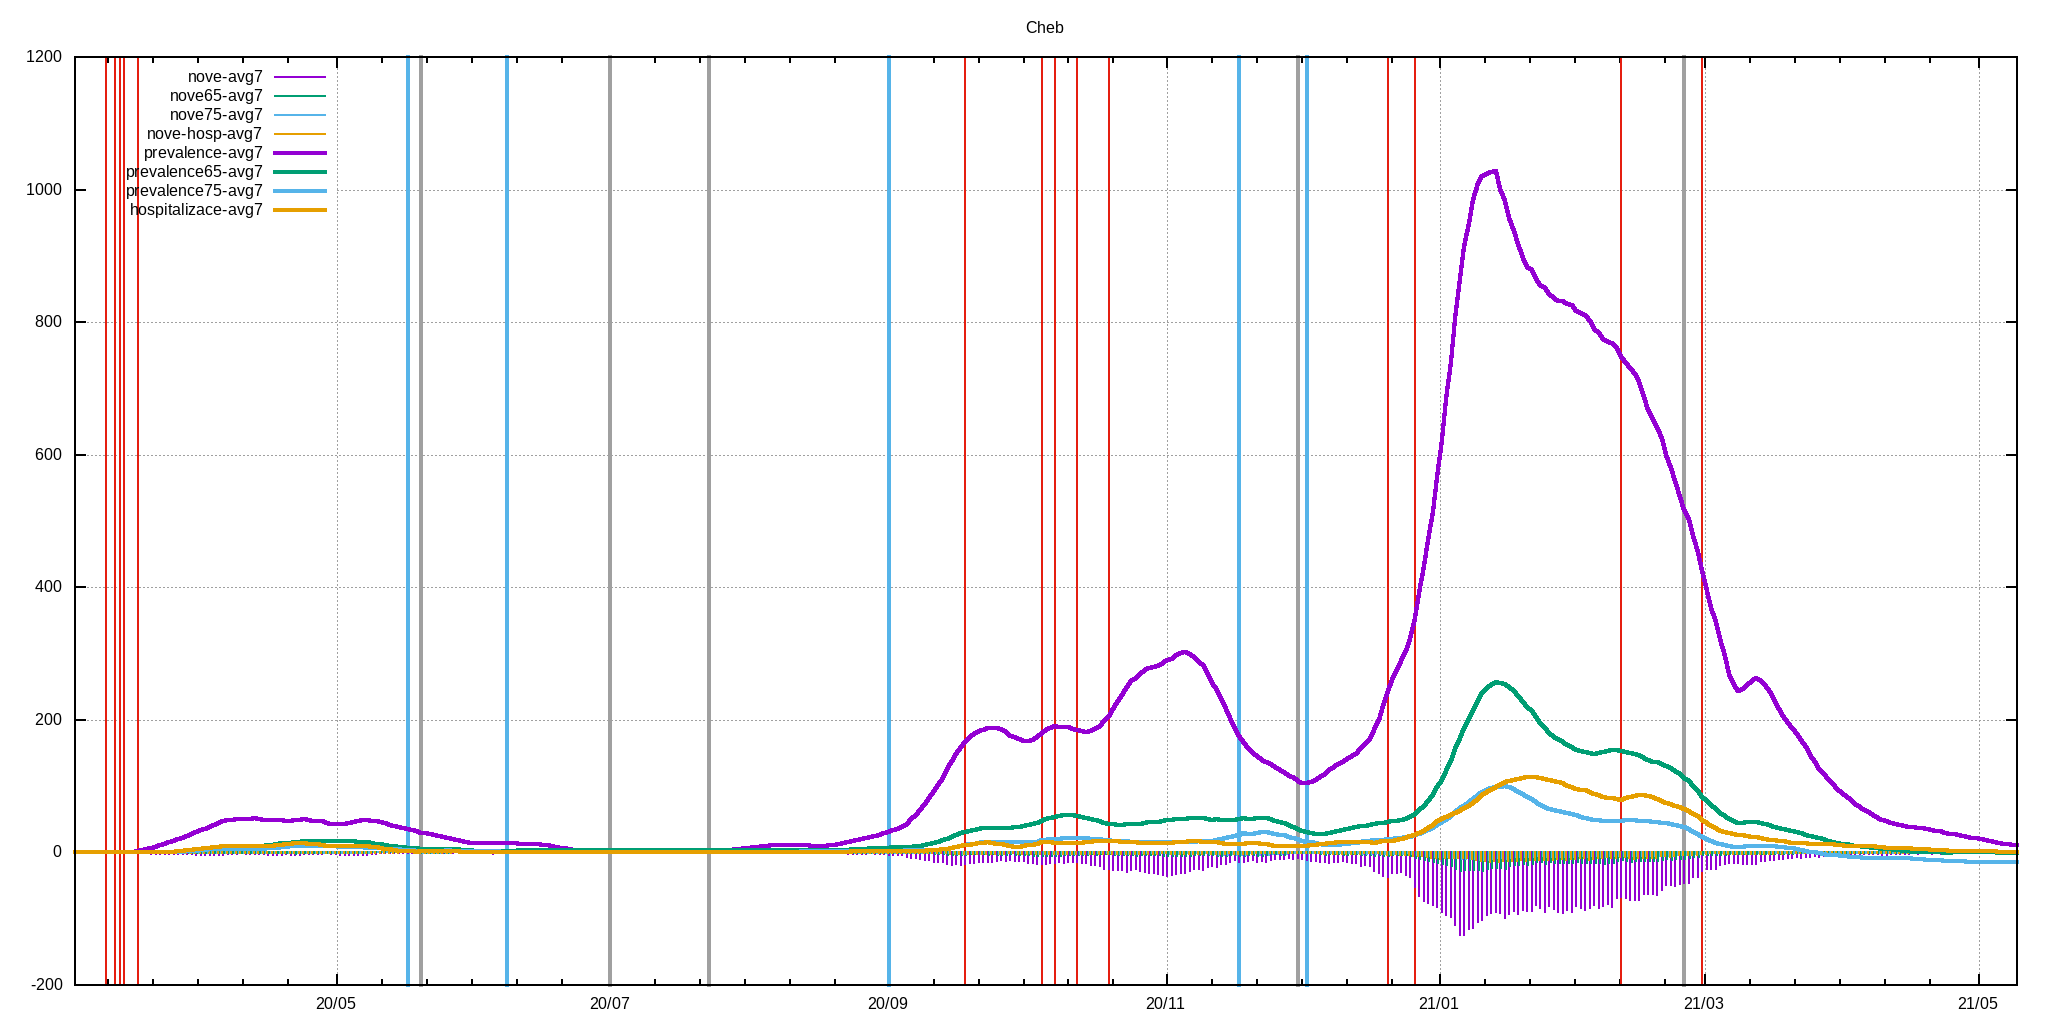 Cheb
1200
1000
800
600
400
200
0
-200
nove-avg7
nove65-avg7
nove75-avg7
nove-hosp-avg7
prevalence-avg7
prevalence65-avg7
prevalence75-avg7
hospitalizace-avg7
20/05 20/07 20/09 20/11 21/01 21/03 21/05